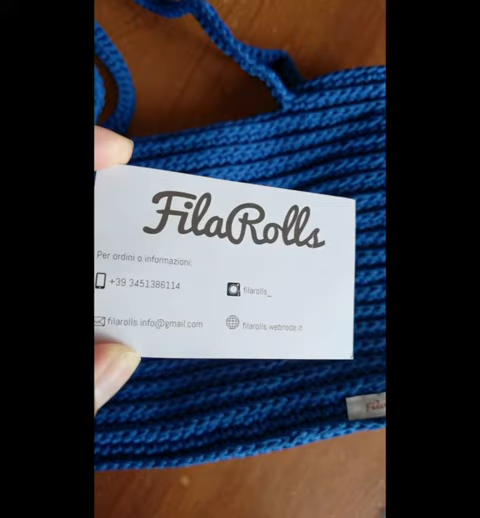 FilaRolls
Per ordini o informazioni:
+39 3451386114
filarolls_
filarolls.info@gmail.com
filarolls.webnode.it